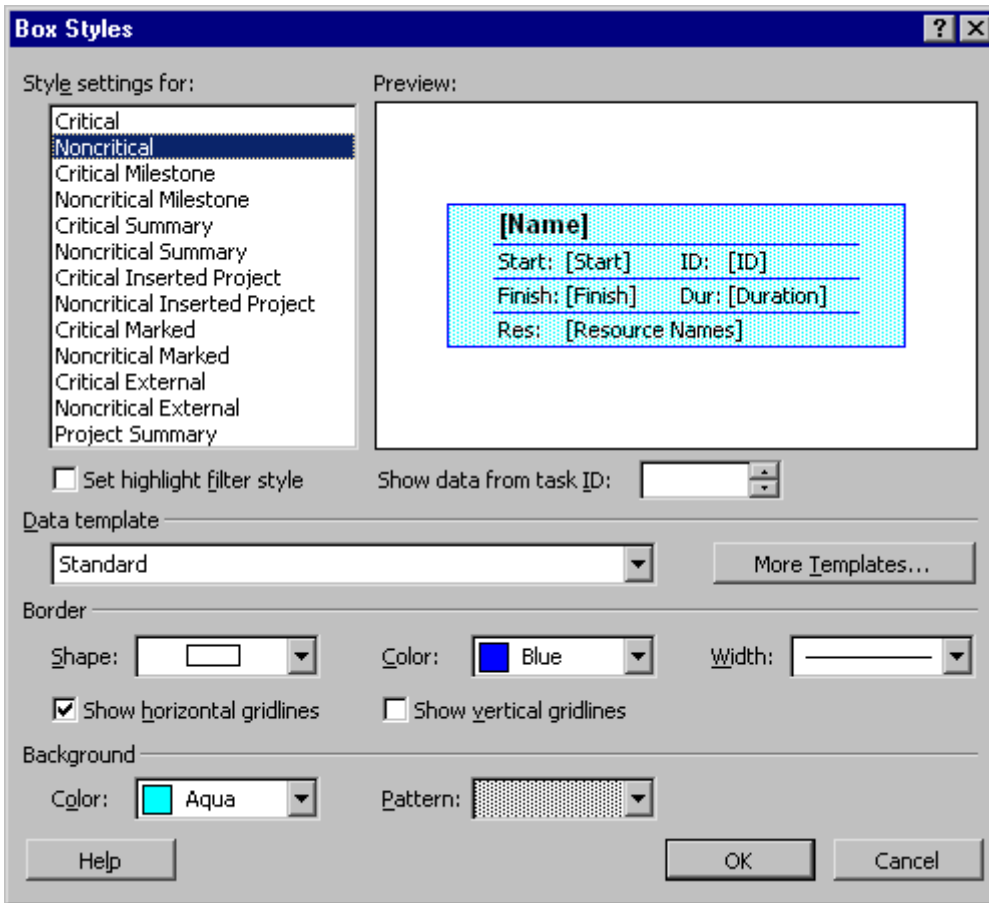 Box Styles
Style settings for:
Preview:
Critical
Noncritical
Critical Milestone
Noncritical Milestone
Critical Summary
Noncritical Summary
Critical Inserted Project
Noncritical Inserted Project
Critical Marked
Noncritical Marked
Critical External
Noncritical External
Project Summary
[Name]
Start: [Start] ID: [ID]
Finish: [Finish] Dur: [Duration]
Res: [Resource Names]
Set highlight filter style
Show data from task ID:
Data template
Standard
More Templates...
Border
Shape:
Color: Blue
Width:
Show horizontal gridlines
Show vertical gridlines
Background
Color: Aqua
Pattern:
Help
OK
Cancel